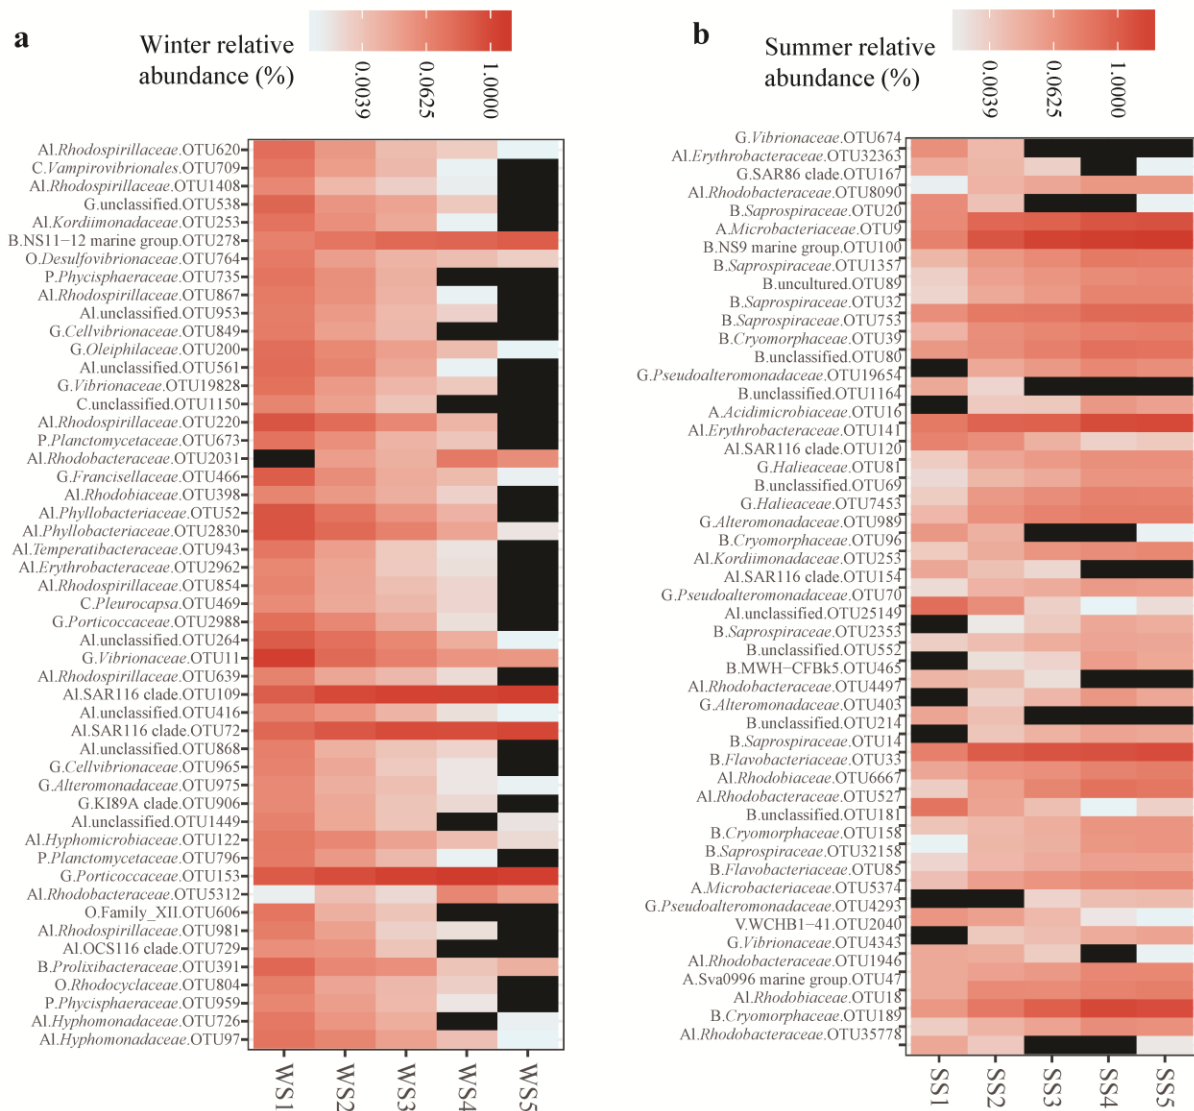 a
Winter relative
abundance (%)
0.0039
0.0625
1.0000
Al.Rhodospirillaceae.OTU620
C.Vampirovibrionales.OTU709
Al.Rhodospirillaceae.OTU1408
G.unclassified.OTU538
Al.Kordiimonadaceae.OTU253
B.NS11−12 marine group.OTU278
O.Desulfovibrionaceae.OTU764
P.Phycisphaeraceae.OTU735
Al.Rhodospirillaceae.OTU867
Al.unclassified.OTU953
G.Cellvibrionaceae.OTU849
G.Oleiphilaceae.OTU200
Al.unclassified.OTU561
G.Vibrionaceae.OTU19828
C.unclassified.OTU1150
Al.Rhodospirillaceae.OTU220
P.Planctomycetaceae.OTU673
Al.Rhodobacteraceae.OTU2031
G.Francisellaceae.OTU466
Al.Rhodobiaceae.OTU398
Al.Phyllobacteriaceae.OTU52
Al.Phyllobacteriaceae.OTU2830
Al.Temperatibacteraceae.OTU943
Al.Erythrobacteraceae.OTU2962
Al.Rhodospirillaceae.OTU854
C.Pleurocapsa.OTU469
G.Porticoccaceae.OTU2988
Al.unclassified.OTU264
G.Vibrionaceae.OTU11
Al.Rhodospirillaceae.OTU639
Al.SAR116 clade.OTU109
Al.unclassified.OTU416
Al.SAR116 clade.OTU72
Al.unclassified.OTU868
G.Cellvibrionaceae.OTU965
G.Alteromonadaceae.OTU975
G.KI89A clade.OTU906
Al.unclassified.OTU1449
Al.Hyphomicrobiaceae.OTU122
P.Planctomycetaceae.OTU796
G.Porticoccaceae.OTU153
Al.Rhodobacteraceae.OTU5312
O.Family_XII.OTU606
Al.Rhodospirillaceae.OTU981
Al.OCS116 clade.OTU729
B.Prolixibacteraceae.OTU391
O.Rhodocyclaceae.OTU804
P.Phycisphaeraceae.OTU959
Al.Hyphomonadaceae.OTU726
Al.Hyphomonadaceae.OTU97
WS1
WS2
WS3
WS4
WS5
b
Summer relative
abundance (%)
0.0039
0.0625
1.0000
G.Vibrionaceae.OTU674
Al.Erythrobacteraceae.OTU32363
G.SAR86 clade.OTU167
Al.Rhodobacteraceae.OTU8090
B.Saprospiraceae.OTU20
A.Microbacteriaceae.OTU9
B.NS9 marine group.OTU100
B.Saprospiraceae.OTU1357
B.uncultured.OTU89
B.Saprospiraceae.OTU32
B.Saprospiraceae.OTU753
B.Cryomorphaceae.OTU39
B.unclassified.OTU80
G.Pseudoalteromonadaceae.OTU19654
B.unclassified.OTU1164
A.Acidimicrobiaceae.OTU16
Al.Erythrobacteraceae.OTU141
Al.SAR116 clade.OTU120
G.Halieaceae.OTU81
B.unclassified.OTU69
G.Halieaceae.OTU7453
G.Alteromonadaceae.OTU989
B.Cryomorphaceae.OTU96
Al.Kordiimonadaceae.OTU253
Al.SAR116 clade.OTU154
G.Pseudoalteromonadaceae.OTU70
Al.unclassified.OTU25149
B.Saprospiraceae.OTU2353
B.unclassified.OTU552
B.MWH−CFBk5.OTU465
Al.Rhodobacteraceae.OTU4497
G.Alteromonadaceae.OTU403
B.unclassified.OTU214
B.Saprospiraceae.OTU14
B.Flavobacteriaceae.OTU33
Al.Rhodobiaceae.OTU6667
Al.Rhodobacteraceae.OTU527
B.unclassified.OTU181
B.Cryomorphaceae.OTU158
B.Saprospiraceae.OTU32158
B.Flavobacteriaceae.OTU85
A.Microbacteriaceae.OTU5374
G.Pseudoalteromonadaceae.OTU4293
V.WCHB1−41.OTU2040
G.Vibrionaceae.OTU4343
Al.Rhodobacteraceae.OTU1946
A.Sva0996 marine group.OTU47
Al.Rhodobiaceae.OTU18
B.Cryomorphaceae.OTU189
Al.Rhodobacteraceae.OTU35778
SS1
SS2
SS3
SS4
SS5